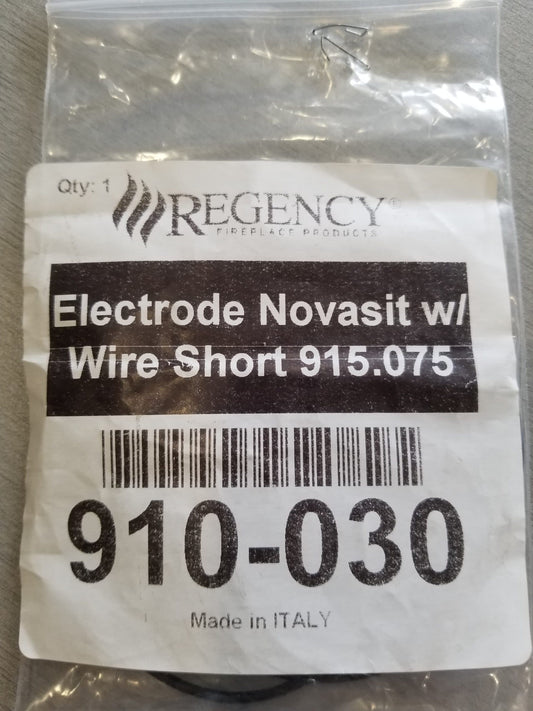 Qty: 1
REGENCY®
FIREPLACE PRODUCTS
Electrode Novasit w/
Wire Short 915.075
910-030
Made in ITALY